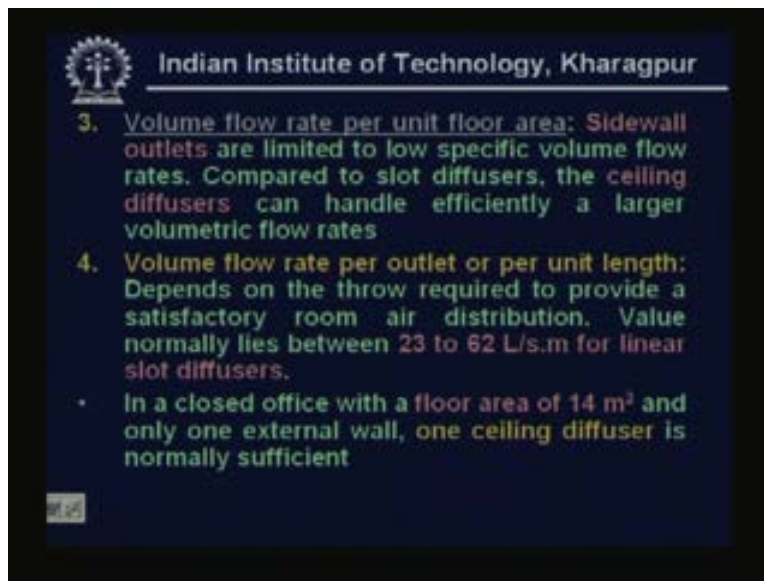 Indian Institute of Technology, Kharagpur
3. Volume flow rate per unit floor area: Sidewall
outlets are limited to low specific volume flow
rates. Compared to slot diffusers, the ceiling
diffusers can handle efficiently a larger
volumetric flow rates
4. Volume flow rate per outlet or per unit length:
Depends on the throw required to provide a
satisfactory room air distribution. Value
normally lies between 23 to 62 L/s.m for linear
slot diffusers.
• In a closed office with a floor area of 14 m² and
only one external wall, one ceiling diffuser is
normally sufficient